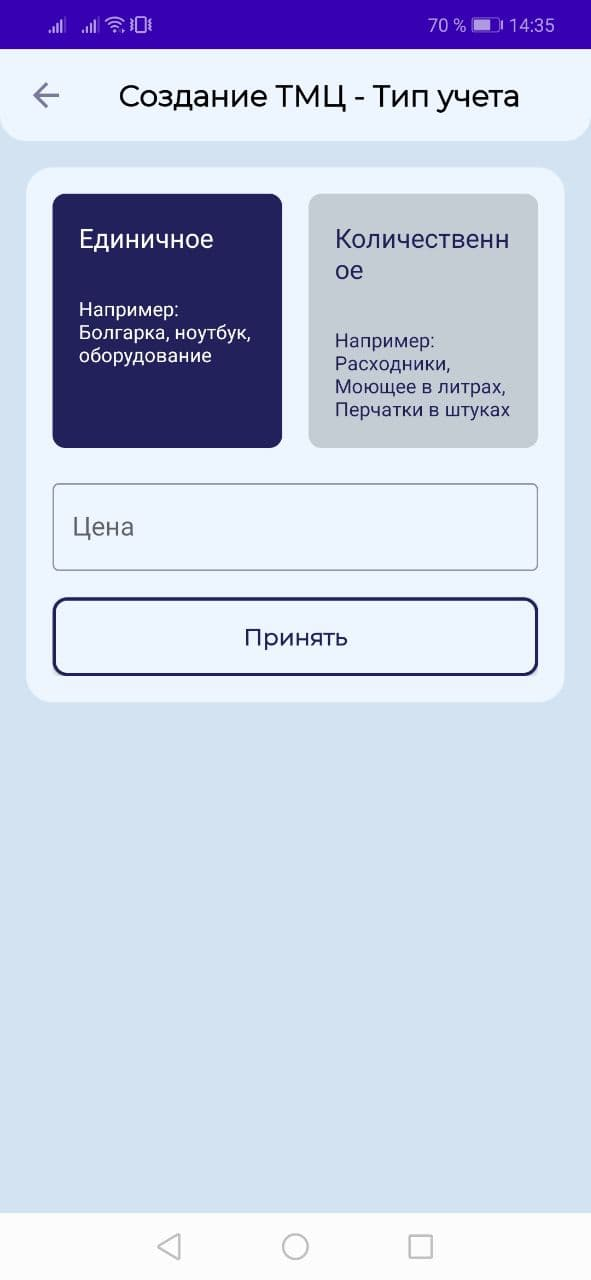 70 % 14:35
Создание ТМЦ - Тип учета
Единичное
Например:
Болгарка, ноутбук,
оборудование
Количественн
ое
Например:
Расходники,
Моющее в литрах,
Перчатки в штуках
Цена
Принять